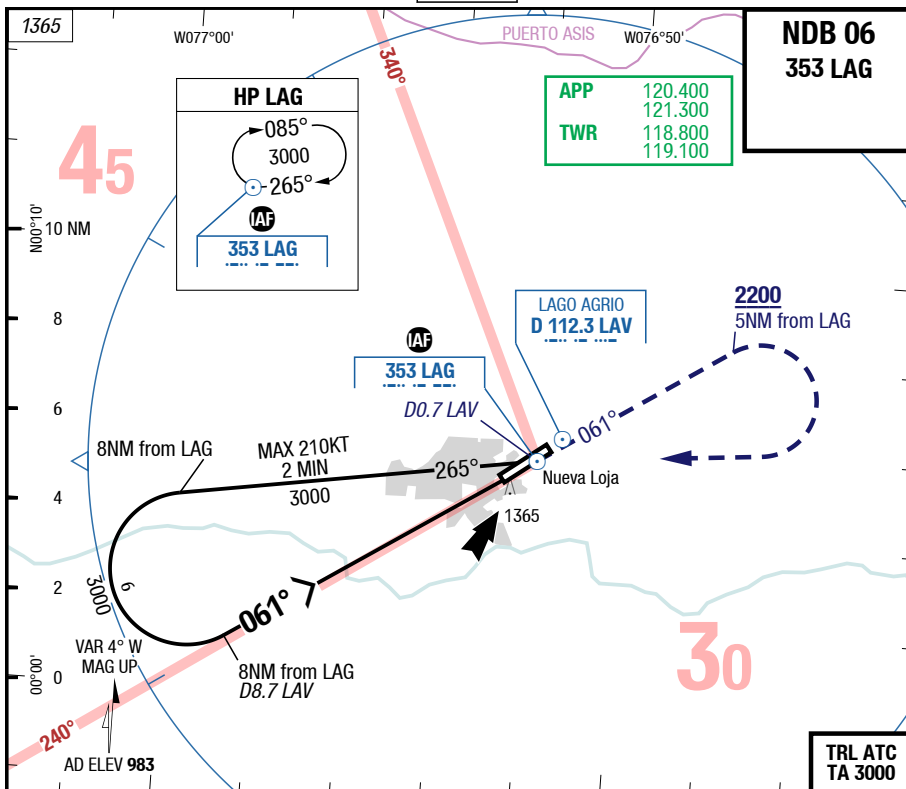 1365
W077°00'
PUERTO ASIS
W076°50'
NDB 06
353 LAG
340°
HP LAG
085°
3000
265°
IAF
353 LAG
APP 120.400
121.300
TWR 118.800
119.100
45
N00°10'
10 NM
8
6
4
2
0
00°00'
LAGO AGRIO
D 112.3 LAV
2200
5NM from LAG
IAF
353 LAG
D0.7 LAV
061°
8NM from LAG
MAX 210KT
2 MIN
3000
265°
Nueva Loja
1365
3000
9
061°
VAR 4° W
MAG UP
8NM from LAG
D8.7 LAV
30
240°
AD ELEV 983
TRL ATC
TA 3000